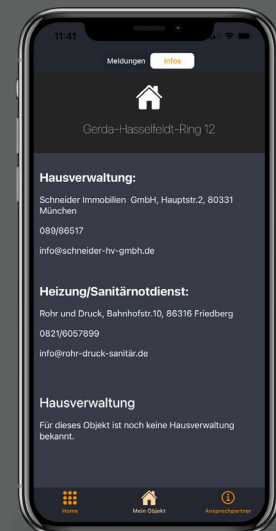 11:41
Meldungen Infos
Gerda-Hasselfeldt-Ring 12
Hausverwaltung:
Schneider Immobilien GmbH, Hauptstr.2, 80331
München
089/86517
info@schneider-hv-gmbh.de
Heizung/Sanitärnotdienst:
Rohr und Druck, Bahnhofstr.10, 86316 Friedberg
0821/6057899
info@rohr-druck-sanitär.de
Hausverwaltung
Für dieses Objekt ist noch keine Hausverwaltung
bekannt.
Home Mein Objekt Ansprechpartner